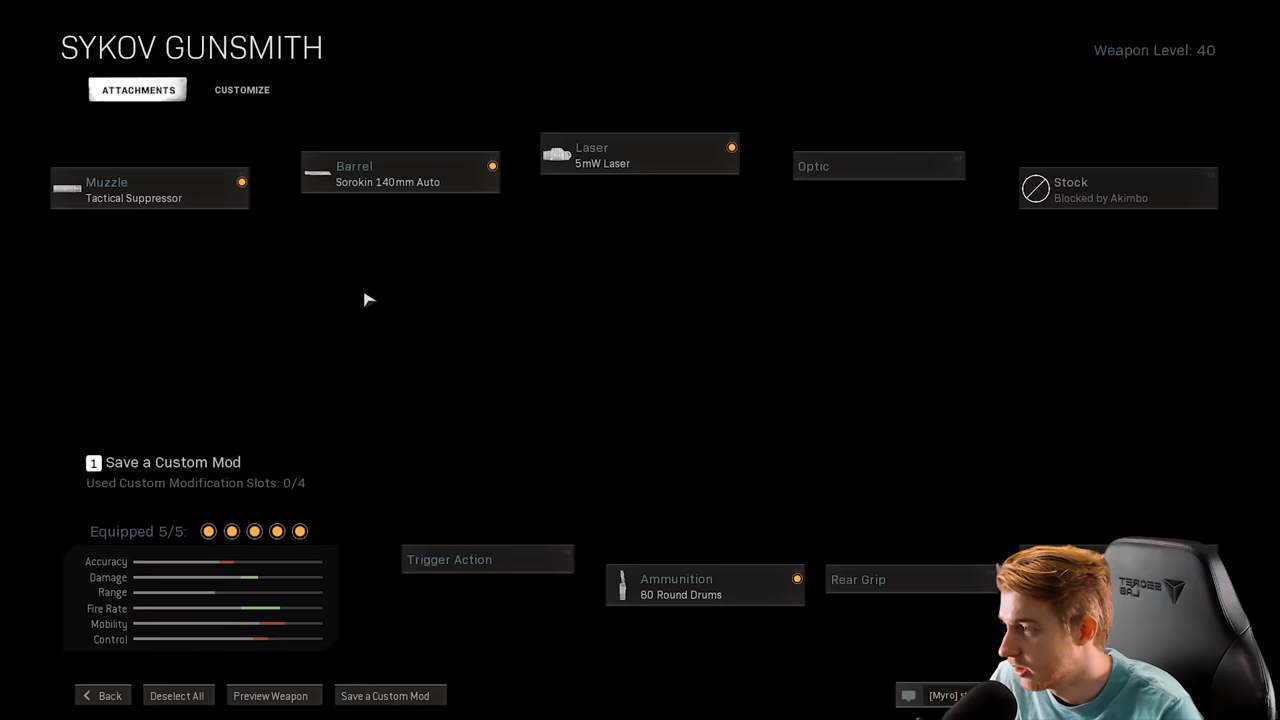 SYKOV GUNSMITH
Weapon Level: 40
ATTACHMENTS
CUSTOMIZE
Laser
5mW Laser
Barrel
Sorokin 140mm Auto
Optic
Muzzle
Tactical Suppressor
Stock
Blocked by Akimbo
1 Save a Custom Mod
Used Custom Modification Slots: 0/4
Equipped 5/5:
Accuracy
Damage
Range
Fire Rate
Mobility
Control
Trigger Action
Ammunition
80 Round Drums
Rear Grip
SECRET
LAB
Back
Deselect All
Preview Weapon
Save a Custom Mod
[Myro]